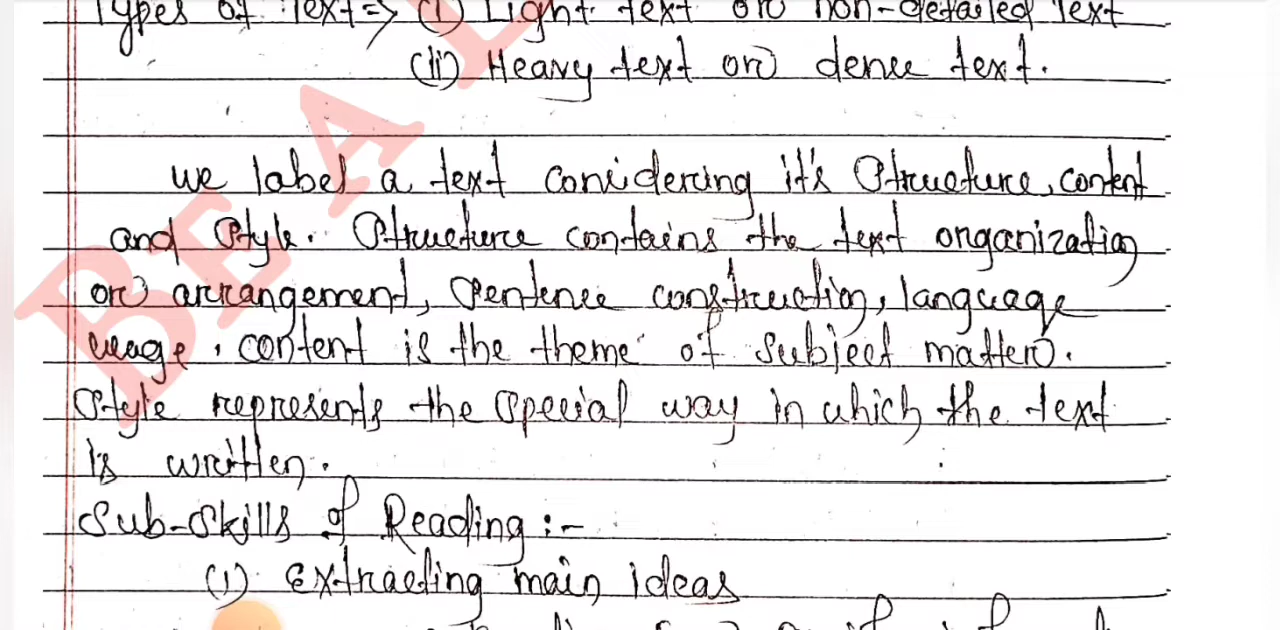 Types of Text => (i) Light text or non-detailed Text
(ii) Heavy text or dence text.
we label a text considering it's Structure, content
and Style. Structure contains the text organization
or arrangement, Sentence construction, language
usage. content is the theme of subject matter.
Style represents the special way in which the text
is written.
Sub-Skills of Reading :-
(i) Extracting main ideas
BEA